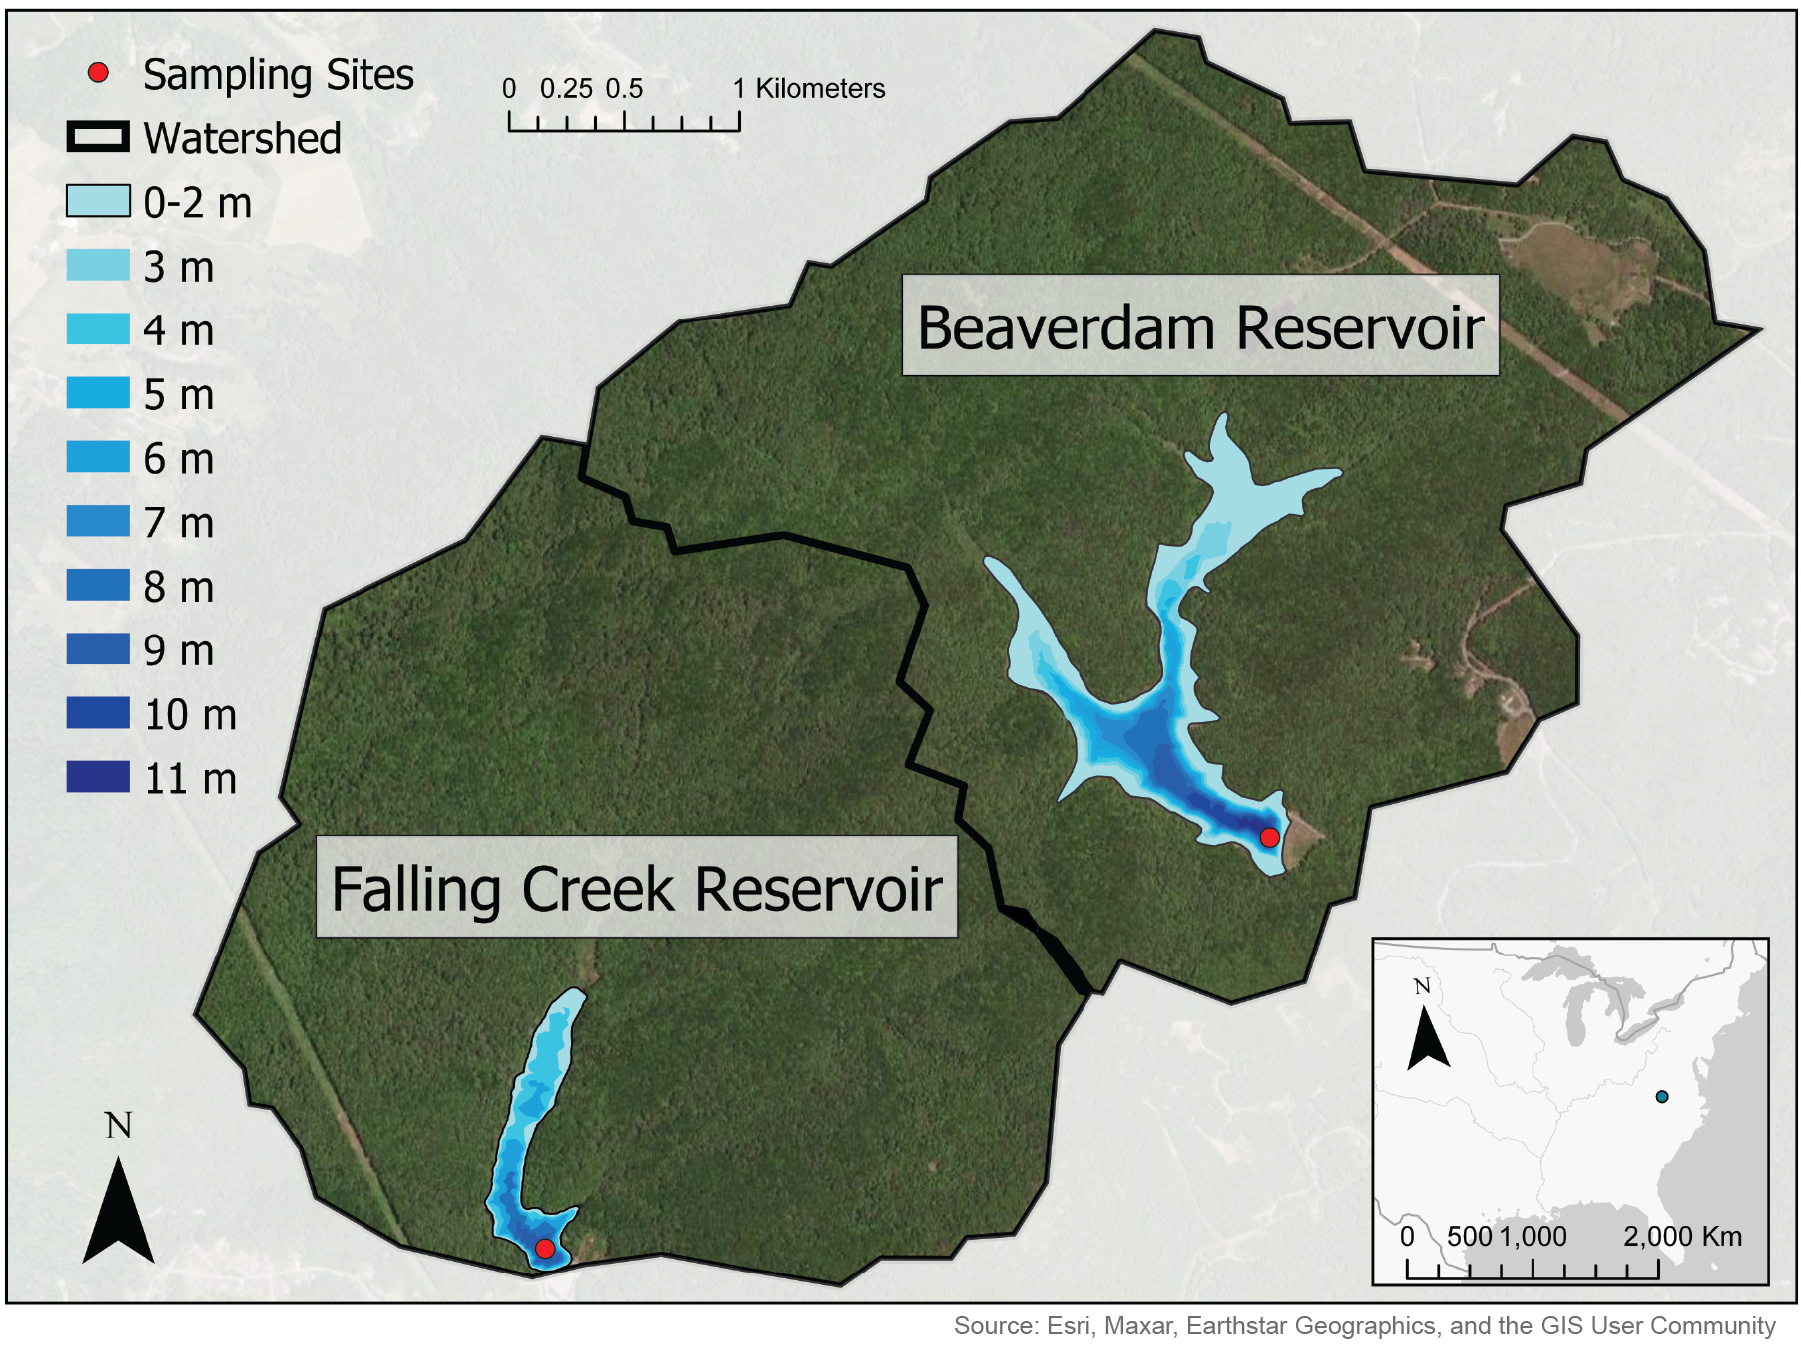 Sampling Sites
Watershed
0-2 m
3 m
4 m
5 m
6 m
7 m
8 m
9 m
10 m
11 m
0 0.25 0.5 1 Kilometers
Beaverdam Reservoir
Falling Creek Reservoir
N
N
0 500 1,000 2,000 Km
Source: Esri, Maxar, Earthstar Geographics, and the GIS User Community